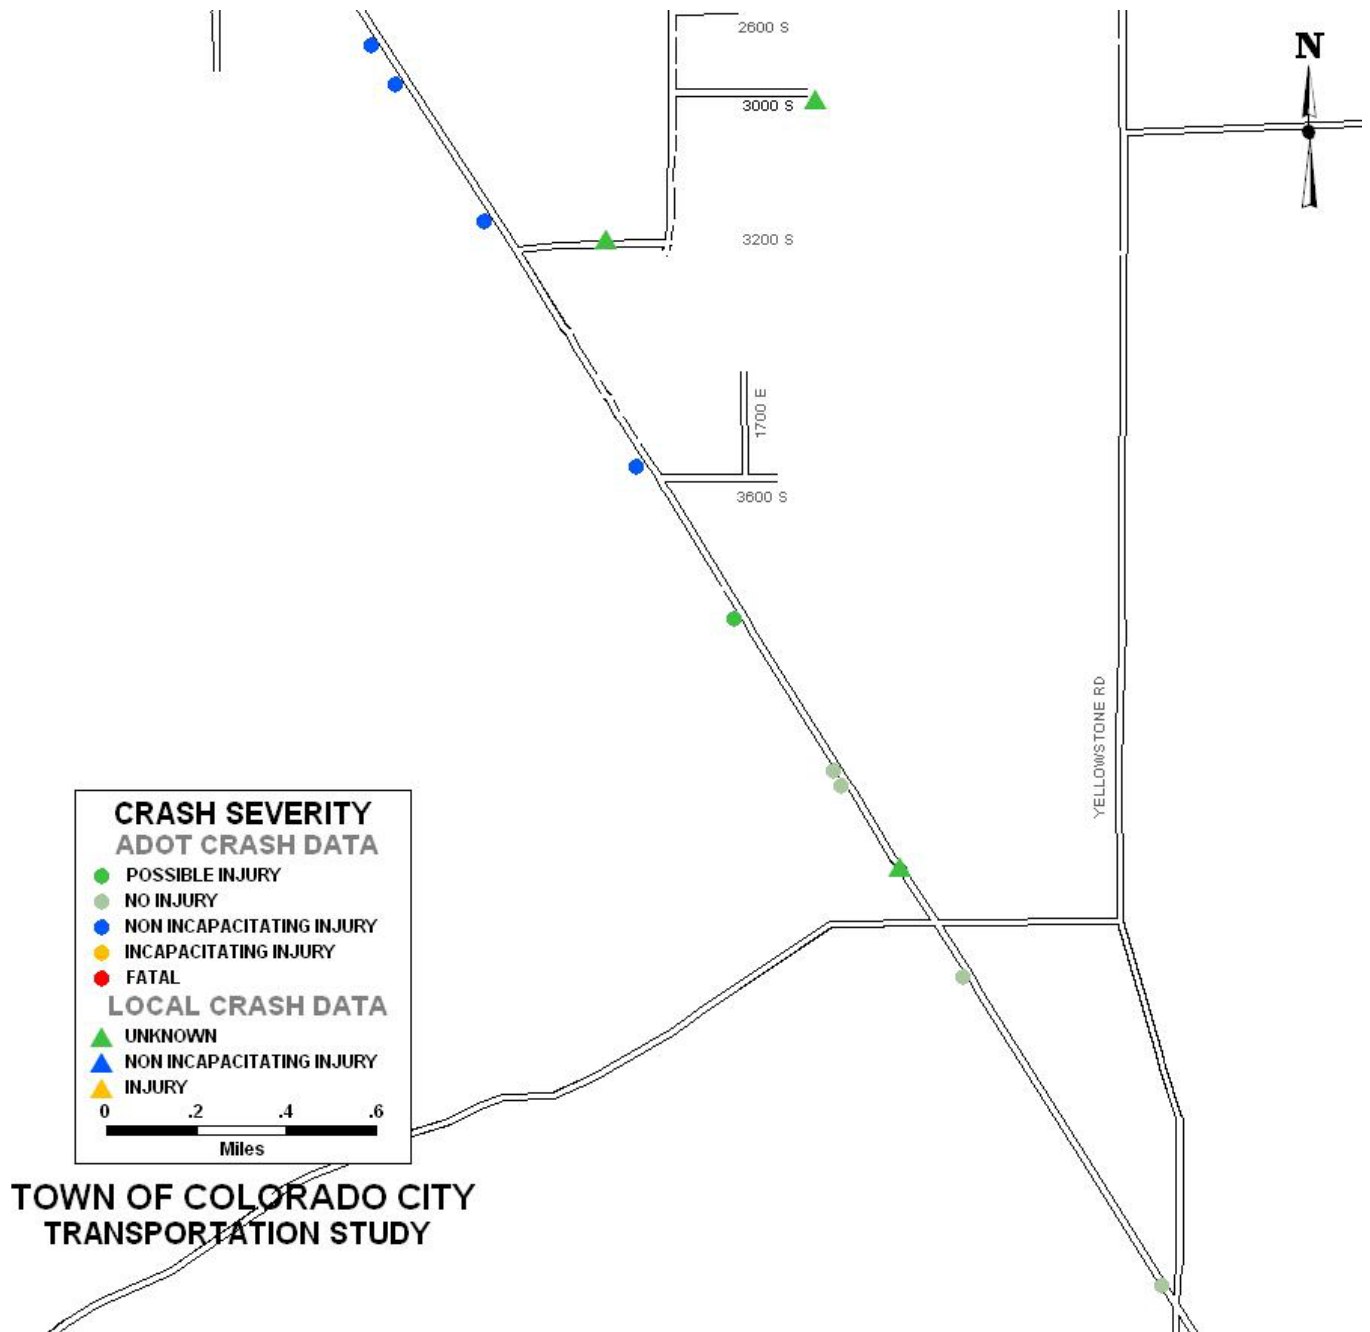 2600 S
N
3000 S
3200 S
1700 E
3600 S
YELLOWSTONE RD
CRASH SEVERITY
ADOT CRASH DATA
POSSIBLE INJURY
NO INJURY
NON INCAPACITATING INJURY
INCAPACITATING INJURY
FATAL
LOCAL CRASH DATA
UNKNOWN
NON INCAPACITATING INJURY
INJURY
0 .2 .4 .6
Miles
TOWN OF COLORADO CITY
TRANSPORTATION STUDY